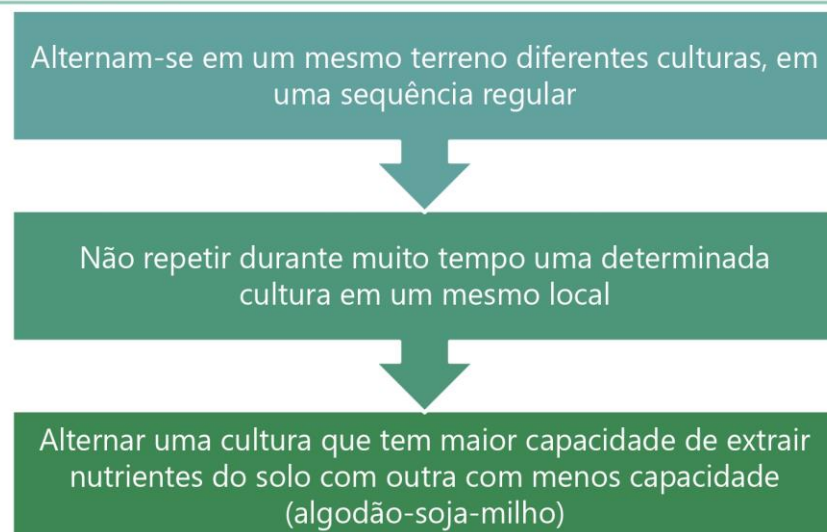 Alternam-se em um mesmo terreno diferentes culturas, em
uma sequência regular
Não repetir durante muito tempo uma determinada
cultura em um mesmo local
Alternar uma cultura que tem maior capacidade de extrair
nutrientes do solo com outra com menos capacidade
(algodão-soja-milho)